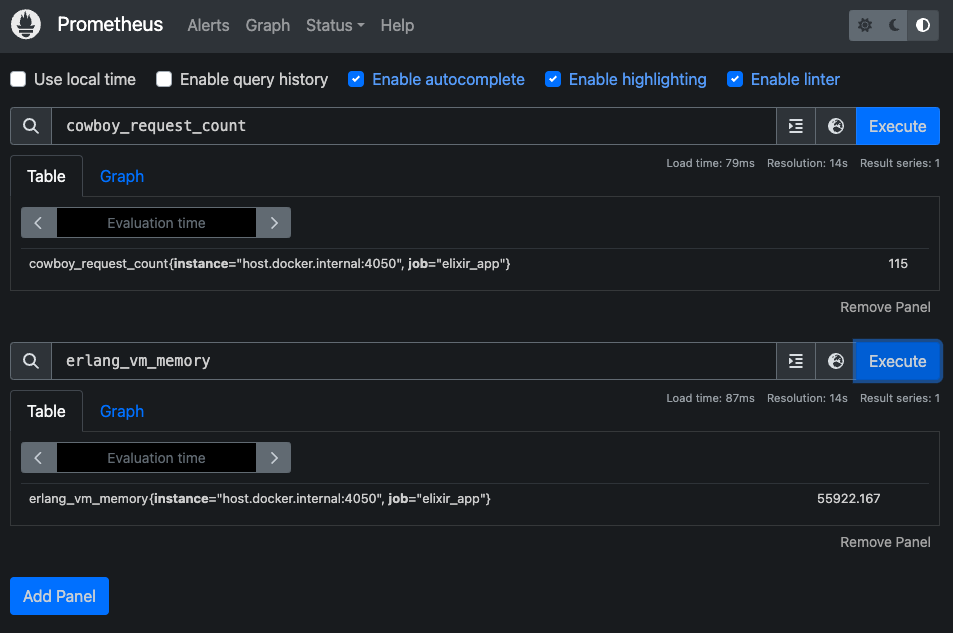 Prometheus Alerts Graph Status Help
Use local time Enable query history Enable autocomplete Enable highlighting Enable linter
cowboy_request_count Execute
Load time: 79ms Resolution: 14s Result series: 1
Table Graph
Evaluation time
cowboy_request_count{instance="host.docker.internal:4050", job="elixir_app"} 115
Remove Panel
erlang_vm_memory Execute
Load time: 87ms Resolution: 14s Result series: 1
Table Graph
Evaluation time
erlang_vm_memory{instance="host.docker.internal:4050", job="elixir_app"} 55922.167
Remove Panel
Add Panel